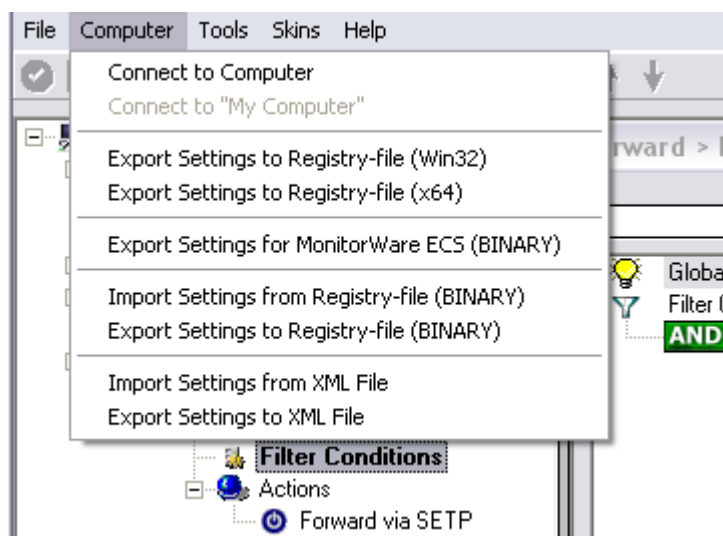 File Computer Tools Skins Help
Connect to Computer
Connect to "My Computer"
Export Settings to Registry-file (Win32)
Export Settings to Registry-file (x64)
Export Settings for MonitorWare ECS (BINARY)
Import Settings from Registry-file (BINARY)
Export Settings to Registry-file (BINARY)
Import Settings from XML File
Export Settings to XML File
Filter Conditions
Actions
Forward via SETP
rward >
Globa
Filter
AND